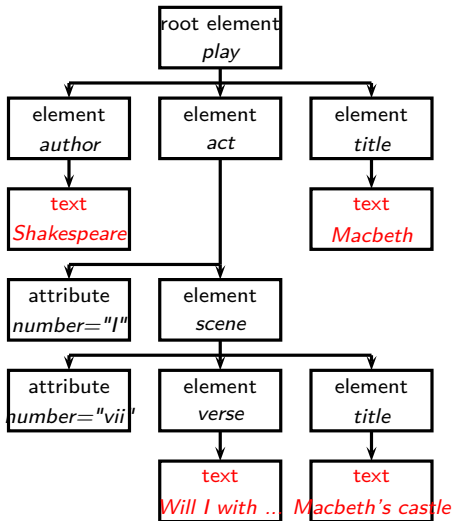 root element
play
element
author
element
act
element
title
text
Shakespeare
text
Macbeth
attribute
number="I"
element
scene
attribute
number="vii"
element
verse
element
title
text
Will I with ...
text
Macbeth's castle